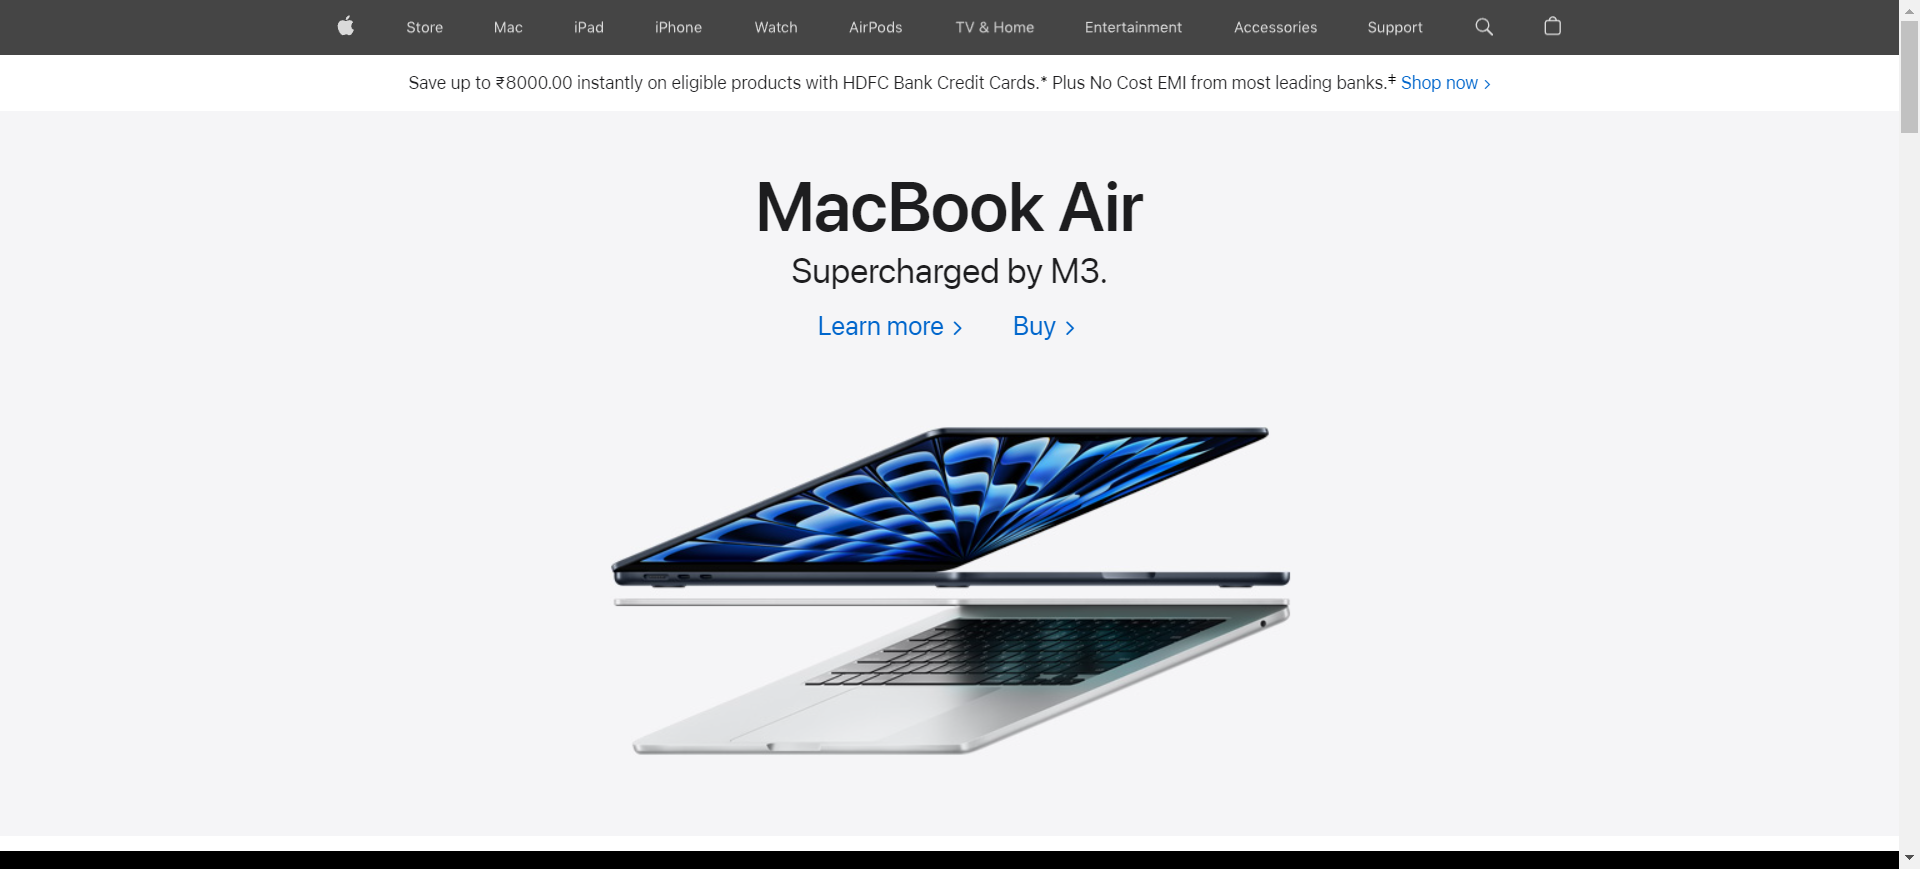 Store Mac iPad iPhone Watch AirPods TV & Home Entertainment Accessories Support
Save up to ₹8000.00 instantly on eligible products with HDFC Bank Credit Cards.* Plus No Cost EMI from most leading banks.‡ Shop now >
MacBook Air
Supercharged by M3.
Learn more > Buy >